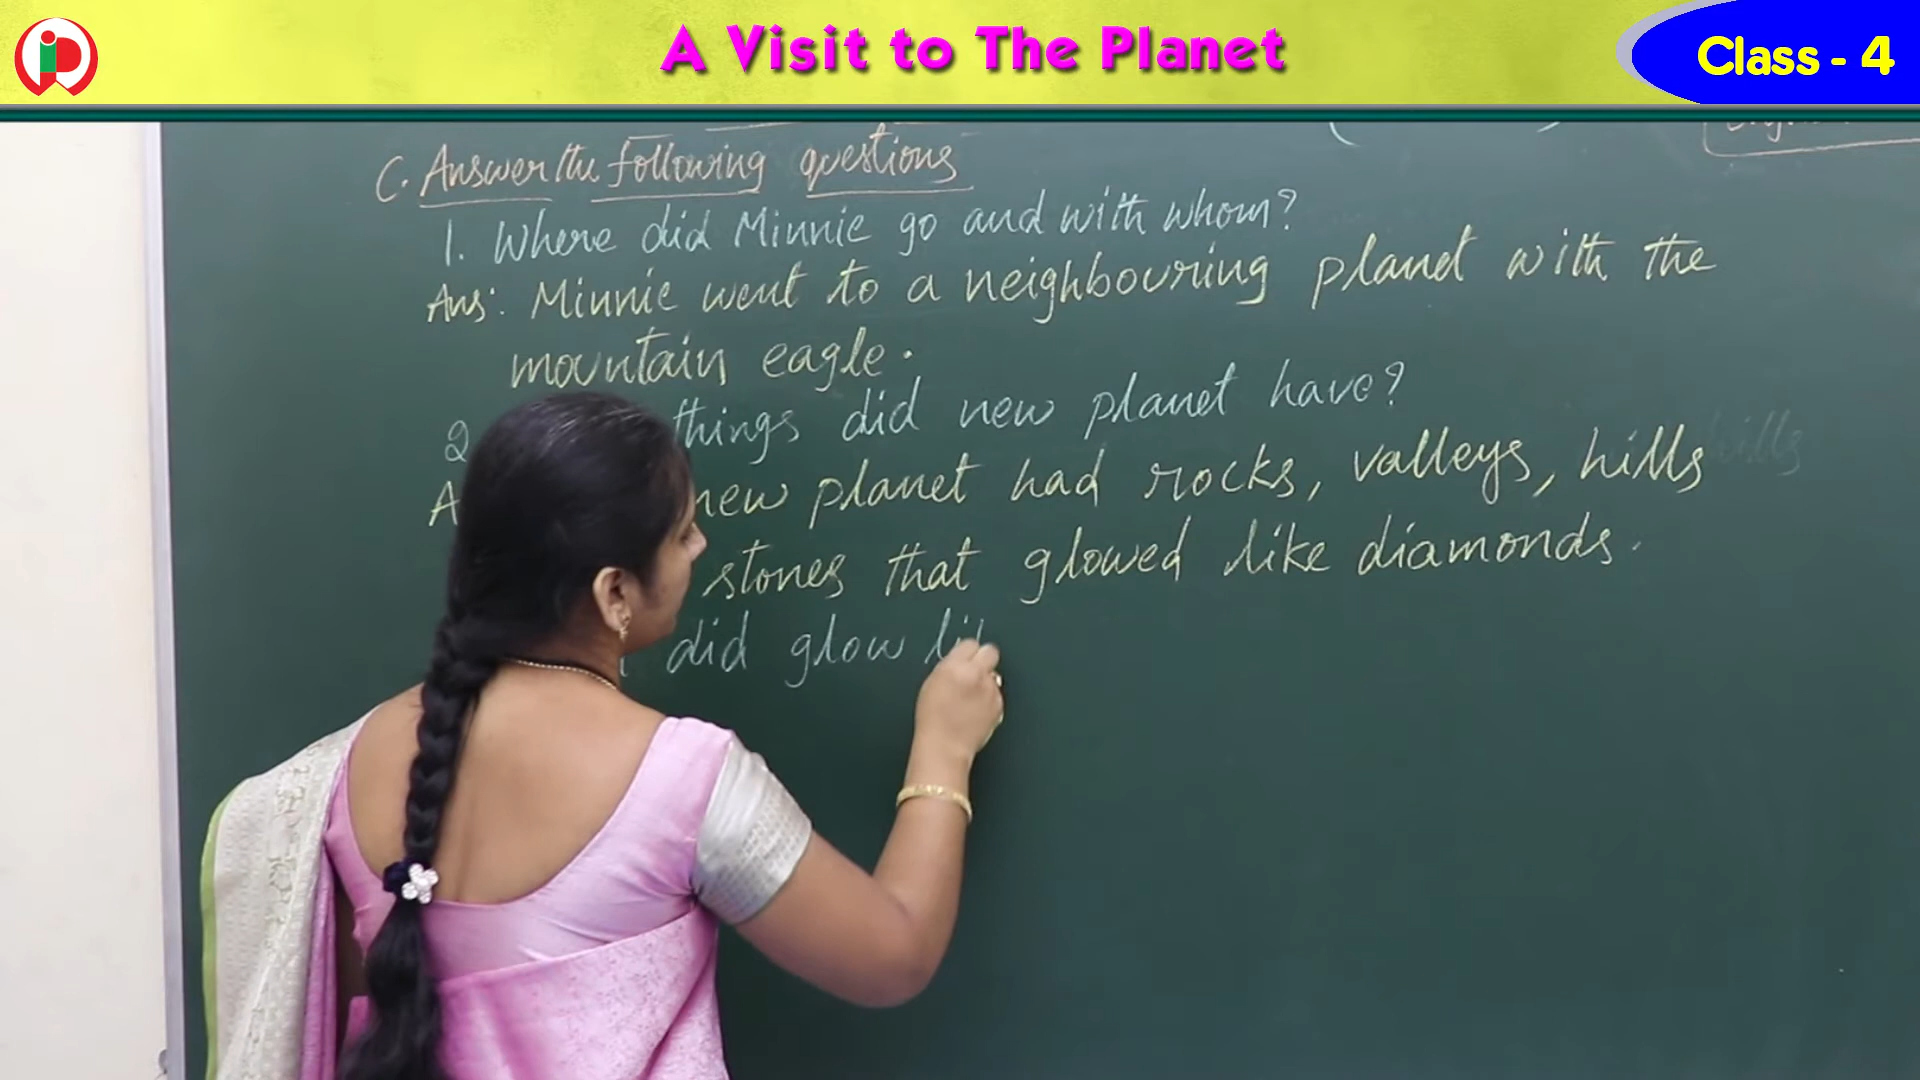 A Visit to The Planet
Class - 4
C. Answer the following questions
1. Where did Minnie go and with whom?
Ans: Minnie went to a neighbouring planet with the
mountain eagle.
2 things did new planet have?
new planet had rocks, valleys, hills
hills
stones that glowed like diamonds.
did glow